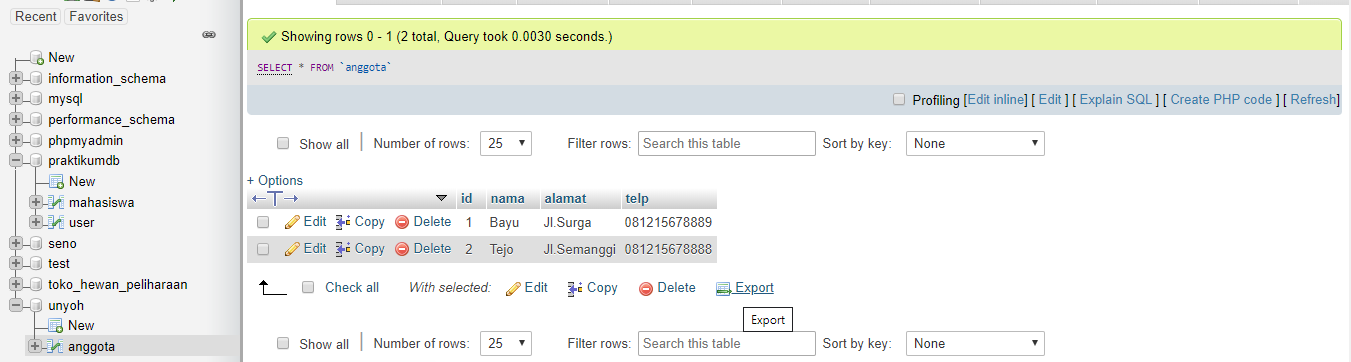 Recent Favorites
New
information_schema
mysql
performance_schema
phpmyadmin
praktikumdb
New
mahasiswa
user
seno
test
toko_hewan_peliharaan
unyoh
New
anggota
Showing rows 0 - 1 (2 total, Query took 0.0030 seconds.)
SELECT * FROM `anggota`
Profiling [Edit inline] [ Edit ] [ Explain SQL ] [ Create PHP code ] [ Refresh]
Show all Number of rows: 25 Filter rows: Search this table Sort by key: None
+ Options
id nama alamat telp
Edit Copy Delete 1 Bayu Jl.Surga 081215678889
Edit Copy Delete 2 Tejo Jl.Semanggi 081215678888
Check all With selected: Edit Copy Delete Export
Export
Show all Number of rows: 25 Filter rows: Search this table Sort by key: None